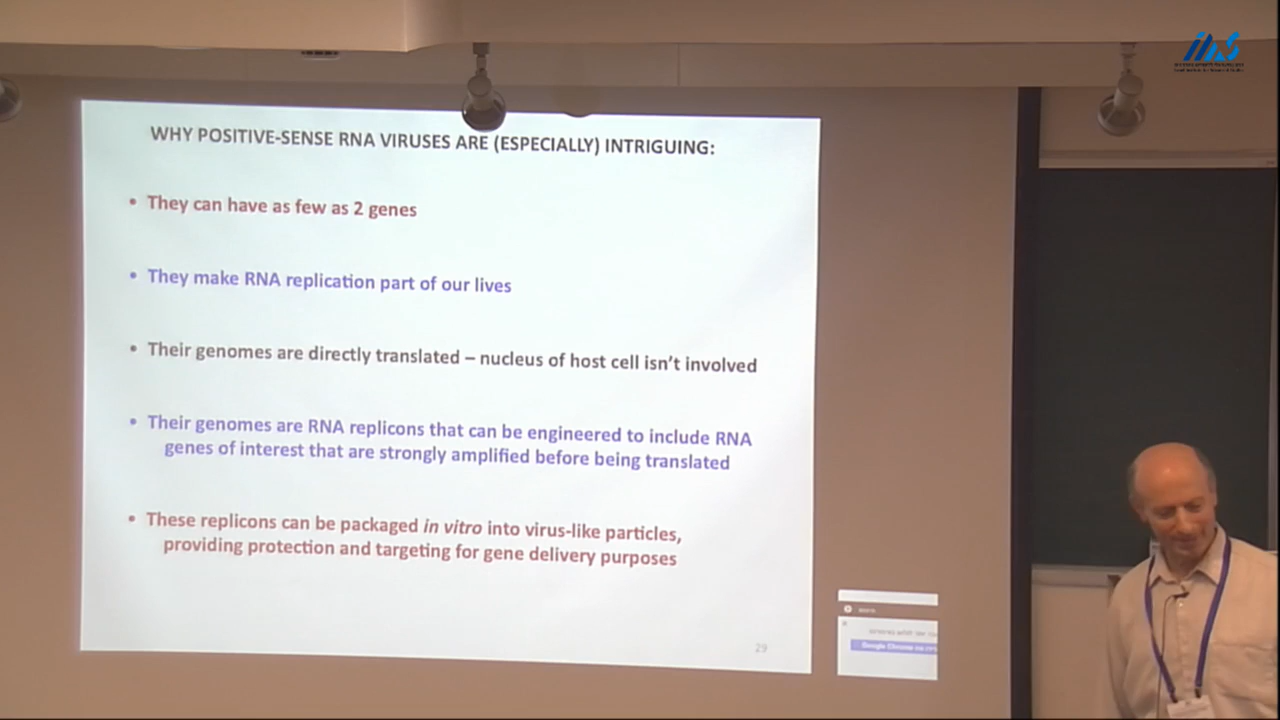 WHY POSITIVE-SENSE RNA VIRUSES ARE (ESPECIALLY) INTRIGUING:
• They can have as few as 2 genes
• They make RNA replication part of our lives
• Their genomes are directly translated – nucleus of host cell isn't involved
• Their genomes are RNA replicons that can be engineered to include RNA
genes of interest that are strongly amplified before being translated
• These replicons can be packaged in vitro into virus-like particles,
providing protection and targeting for gene delivery purposes
29
Google Chrome